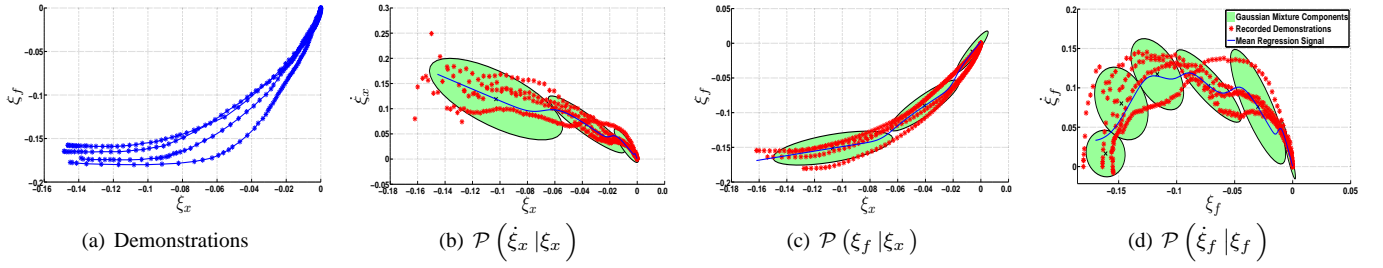 0
−0.05
−0.1
−0.15
−0.2
−0.16 −0.14 −0.12 −0.1 −0.08 −0.06 −0.04 −0.02 0
ξ_f
ξ_x
(a) Demonstrations
0.3
0.25
0.2
0.15
0.1
0.05
0
0.05
−0.18 −0.16 −0.14 −0.12 −0.1 −0.08 −0.06 −0.04 −0.02 0
ξ̇_x
ξ_x
(b) 𝒫 (ξ̇_x |ξ_x)
0.05
0
−0.05
−0.1
−0.15
−0.2
−0.18 −0.16 −0.14 −0.12 −0.1 −0.08 −0.06 −0.04 −0.02 0 0.0
ξ_f
ξ_x
(c) 𝒫 (ξ_f |ξ_x)
0.2
0.15
0.1
0.05
0
−0.15 −0.1 −0.05 0 0.05
ξ̇_f
ξ_f
Gaussian Mixture Components
Recorded Demonstrations
Mean Regression Signal
(d) 𝒫 (ξ̇_f |ξ_f)